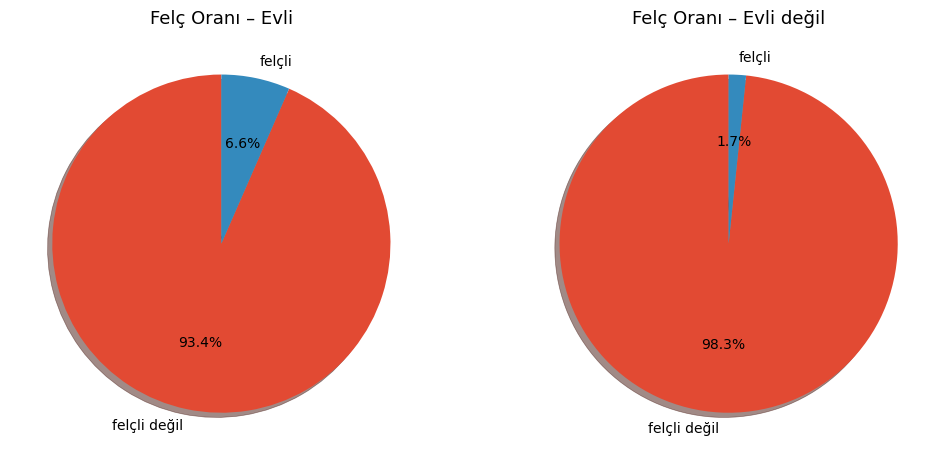 Felç Oranı – Evli
felçli
6.6%
93.4%
felçli değil
Felç Oranı – Evli değil
felçli
1.7%
98.3%
felçli değil